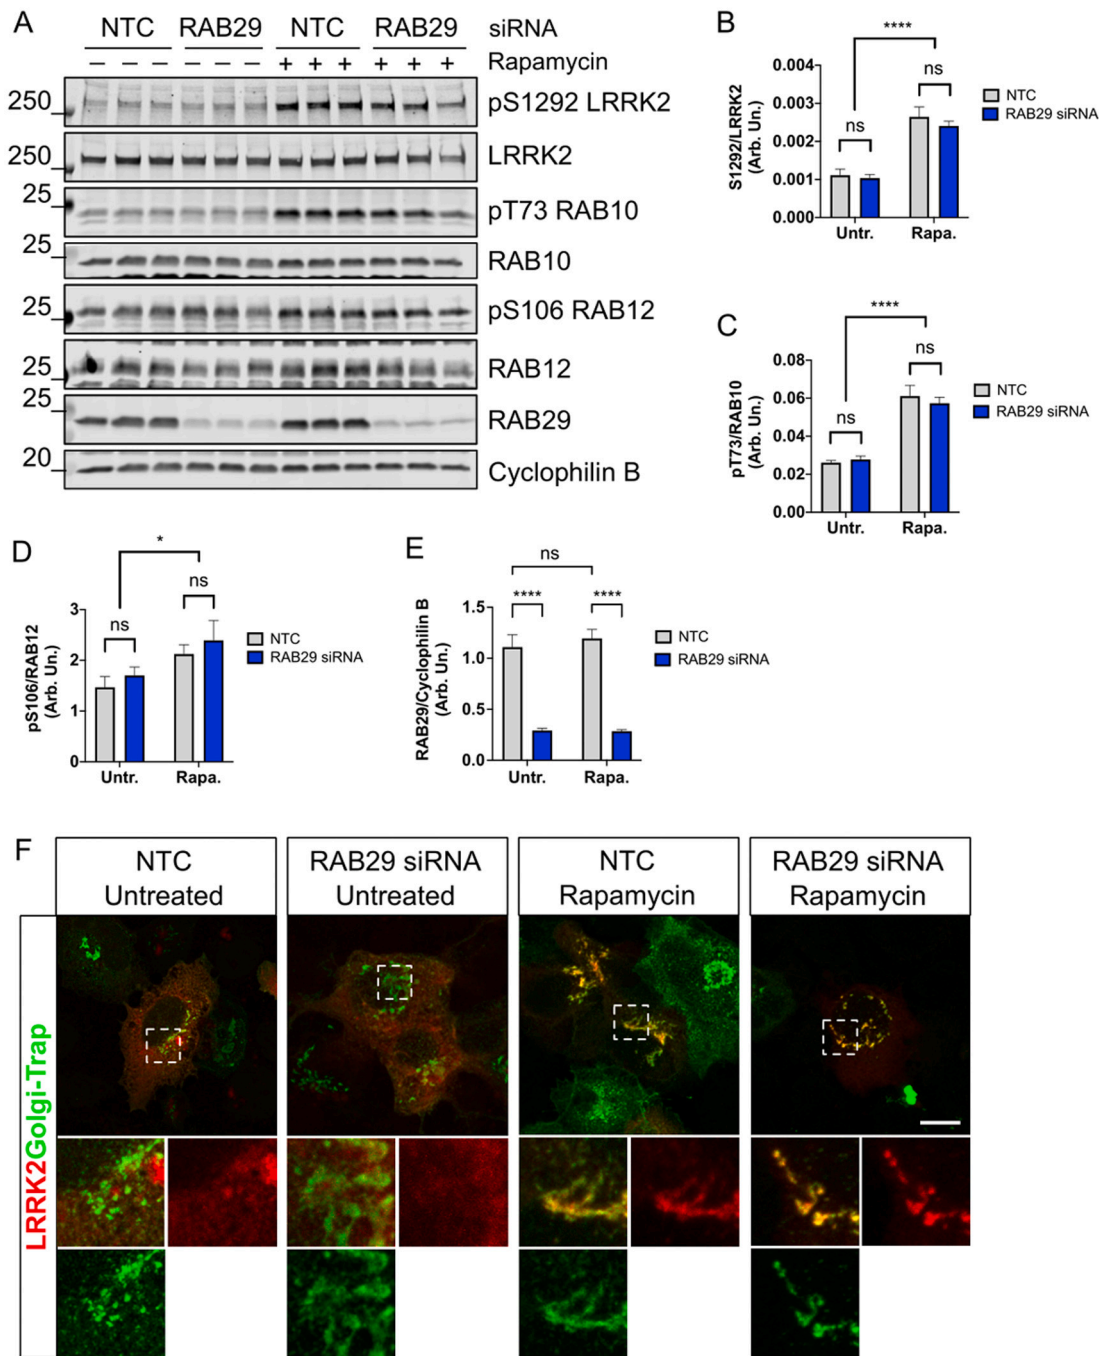 A
NTC RAB29 NTC RAB29 siRNA
− − − − − − + + + + + + Rapamycin
250 pS1292 LRRK2
250 LRRK2
25 pT73 RAB10
25 RAB10
25 pS106 RAB12
25 RAB12
25 RAB29
20 Cyclophilin B
B
****
ns
ns
S1292/LRRK2
(Arb. Un.)
0.004
0.003
0.002
0.001
0.000
Untr. Rapa.
NTC
RAB29 siRNA
C
****
ns
ns
pT73/RAB10
(Arb. Un.)
0.08
0.06
0.04
0.02
0.00
Untr. Rapa.
NTC
RAB29 siRNA
D
*
ns
ns
pS106/RAB12
(Arb. Un.)
3
2
1
0
Untr. Rapa.
NTC
RAB29 siRNA
E
ns
**** ****
RAB29/Cyclophilin B
(Arb. Un.)
1.5
1.0
0.5
0.0
Untr. Rapa.
NTC
RAB29 siRNA
F
NTC
Untreated
RAB29 siRNA
Untreated
NTC
Rapamycin
RAB29 siRNA
Rapamycin
LRRK2Golgi-Trap